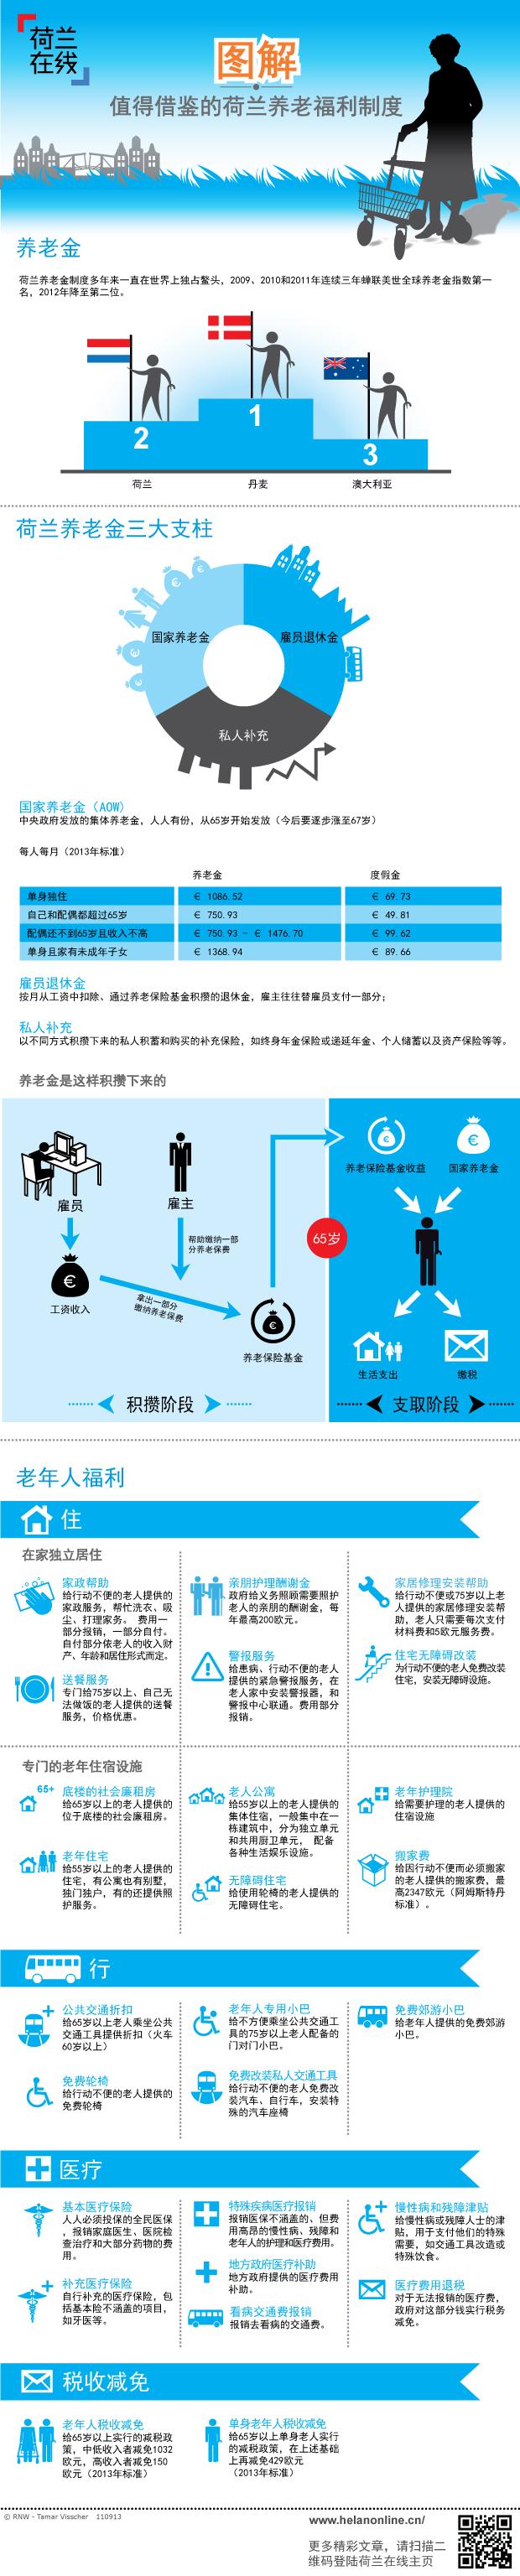 荷兰
在线
图解
值得借鉴的荷兰养老福利制度
养老金
荷兰养老金制度多年来一直在世界上独占鳌头，2009、2010和2011年连续三年蝉联美世全球养老金指数第一
名，2012年降至第二位。
2
1
3
荷兰
丹麦
澳大利亚
荷兰养老金三大支柱
国家养老金
雇员退休金
私人补充
国家养老金（AOW）
中央政府发放的集体养老金，人人有份，从65岁开始发放（今后要逐步涨至67岁）
每人每月（2013年标准）
养老金 度假金
单身独住 € 1086.52 € 69.73
自己和配偶都超过65岁 € 750.93 € 49.81
配偶还不到65岁且收入不高 € 750.93 - € 1476.70 € 99.62
单身且家有未成年子女 € 1368.94 € 89.66
雇员退休金
按月从工资中扣除、通过养老保险基金积攒的退休金，雇主往往替雇员支付一部分；
私人补充
以不同方式积攒下来的私人积蓄和购买的补充保险，如终身年金保险或递延年金、个人储蓄以及资产保险等等。
养老金是这样积攒下来的
雇员
雇主
帮助缴纳一部
分养老保费
工资收入
拿出一部分
缴纳养老保费
养老保险基金
积攒阶段
65岁
养老保险基金收益
国家养老金
生活支出
缴税
支取阶段
老年人福利
住
在家独立居住
家政帮助
给行动不便的老人提供的
家政服务，帮忙洗衣、吸
尘、打理家务。 费用一
部分报销，一部分自付。
自付部分依老人的收入财
产、年龄和居住形式而定。
送餐服务
专门给75岁以上、自己无
法做饭的老人提供的送餐
服务，价格优惠。
亲朋护理酬谢金
政府给义务照顾需要照护
老人的亲朋的酬谢金，每
年最高200欧元。
警报服务
给患病、行动不便的老人
提供的紧急警报服务，在
老人家中安装警报器，和
警报中心联通。费用部分
报销。
家居修理安装帮助
给行动不便或75岁以上老
人提供的家居修理安装帮
助，老人只需要每次支付
材料费和5欧元服务费。
住宅无障碍改装
为行动不便的老人免费改装
住宅，安装无障碍设施。
专门的老年住宿设施
65+
底楼的社会廉租房
给65岁以上的老人提供的
位于底楼的社会廉租房。
老年住宅
给55岁以上的老人提供的
住宅，有公寓也有别墅，
独门独户，有的还提供照
护服务。
老人公寓
给55岁以上的老人提供的
集体住宿，一般集中在一
栋建筑中，分为独立单元
和共用厨卫单元， 配备
各种生活娱乐设施。
无障碍住宅
给使用轮椅的老人提供的
无障碍住宅。
老年护理院
给需要护理的老人提供的
住宿设施
搬家费
给因行动不便而必须搬家
的老人提供的搬家费，最
高2347欧元（阿姆斯特丹
标准）。
行
公共交通折扣
给65岁以上老人乘坐公共
交通工具提供折扣（火车
60岁以上）
免费轮椅
给行动不便的老人提供的
免费轮椅
老年人专用小巴
给不方便乘坐公共交通工
具的75岁以上老人配备的
门对门小巴。
免费改装私人交通工具
给行动不便的老人免费改
装汽车、自行车，安装特
殊的汽车座椅
免费郊游小巴
给老年人提供的免费郊游
小巴。
医疗
基本医疗保险
人人必须投保的全民医保
，报销家庭医生、医院检
查治疗和大部分药物的费
用。
补充医疗保险
自行补充的医疗保险，包
括基本险不涵盖的项目，
如牙医等。
特殊疾病医疗报销
报销医保不涵盖的、但费
用高昂的慢性病、残障和
老年人的护理和医疗费用。
地方政府医疗补助
地方政府提供的医疗费用
补助。
看病交通费报销
报销去看病的交通费。
慢性病和残障津贴
给慢性病或残障人士的津
贴，用于支付他们的特殊
需要，如交通工具改造或
特殊饮食。
医疗费用退税
对于无法报销的医疗费，
政府对这部分钱实行税务
减免。
税收减免
老年人税收减免
给65岁以上实行的减税政
策，中低收入者减免1032
欧元，高收入者减免150
欧元（2013年标准）
单身老年人税收减免
给65岁以上单身老人实行
的减税政策，在上述基础
上再减免429欧元
（2013年标准）
© RNW - Tamar Visscher 110913
www.helanonline.cn/
更多精彩文章，请扫描二
维码登陆荷兰在线主页